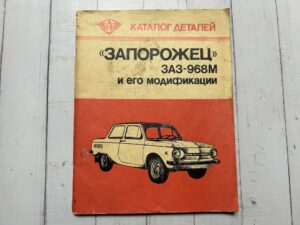 КАТАЛОГ ДЕТАЛЕЙ
«ЗАПОРОЖЕЦ»
ЗАЗ-968М
и его модификации